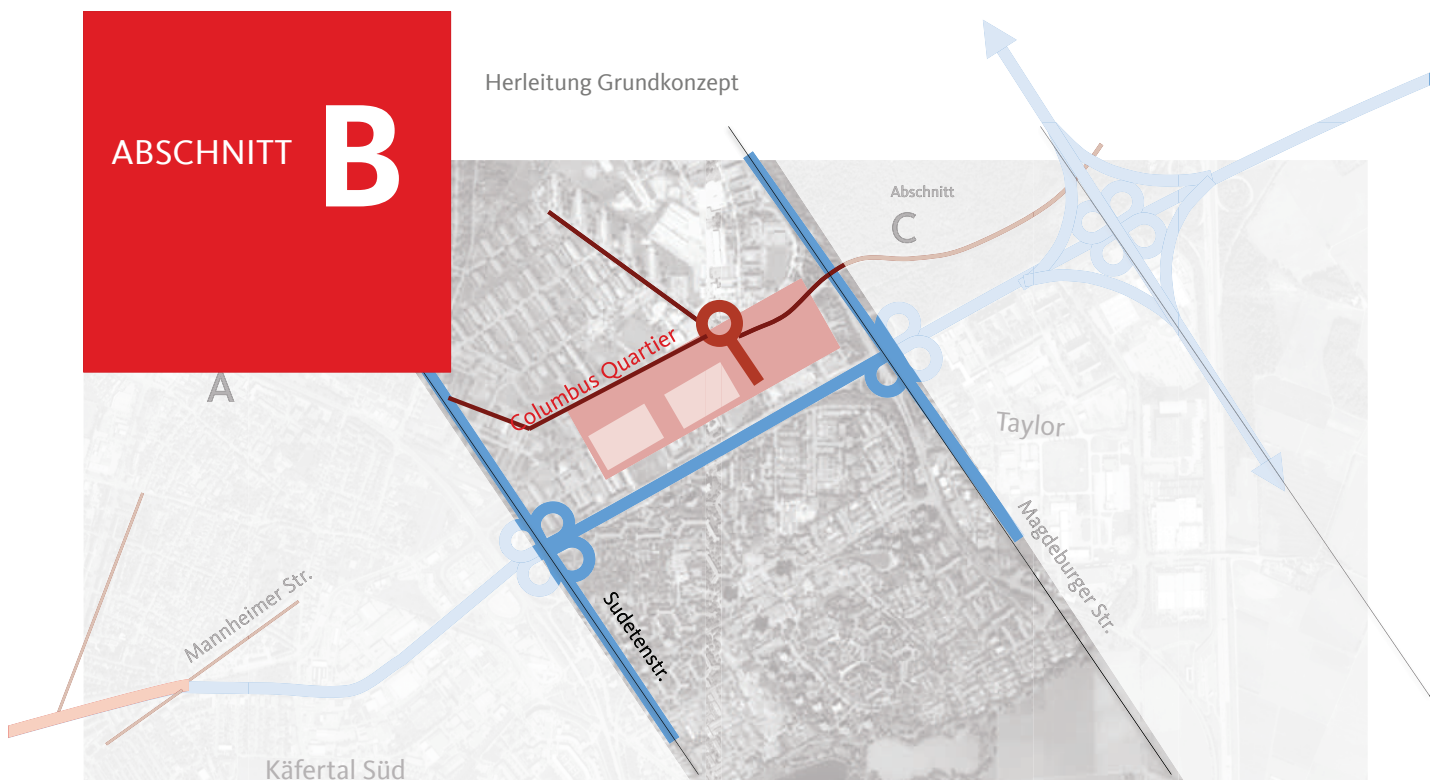 ABSCHNITT B
Herleitung Grundkonzept
Abschnitt
C
A
Columbus Quartier
Taylor
Magdeburger Str.
Mannheimer Str.
Sudetenstr.
Käfertal Süd